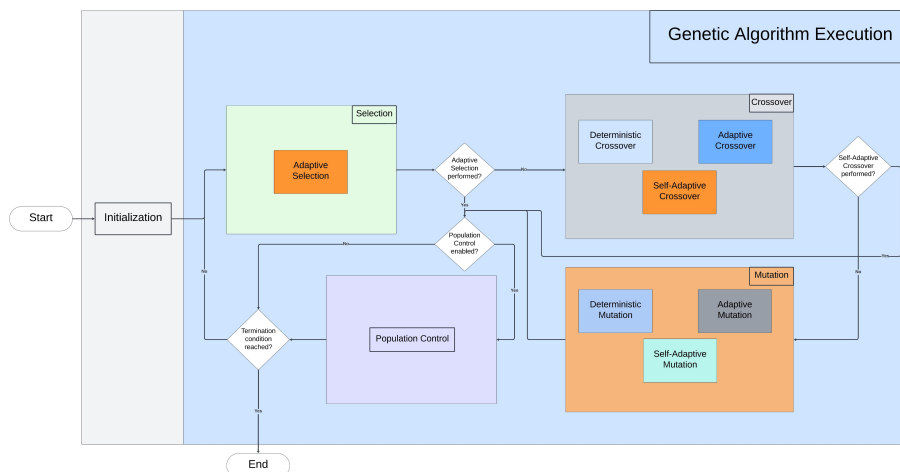 Genetic Algorithm Execution
Selection
Crossover
Adaptive
Selection
Adaptive
Selection
performed?
No
Deterministic
Crossover
Adaptive
Crossover
Self-Adaptive
Crossover
Self-Adaptive
Crossover
performed?
Yes
Start
Initialization
Population
Control
enabled?
No
Yes
Yes
No
No
Mutation
Deterministic
Mutation
Adaptive
Mutation
Self-Adaptive
Mutation
Termination
condition
reached?
Population Control
Yes
End